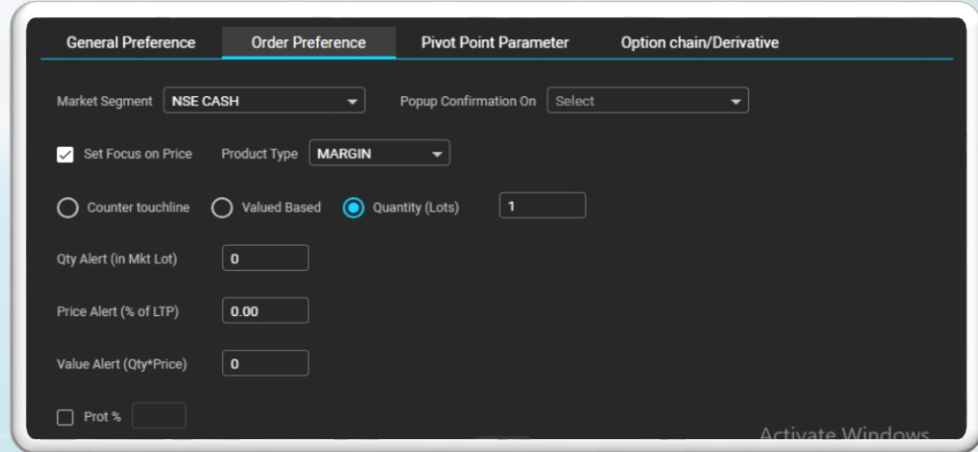 General Preference Order Preference Pivot Point Parameter Option chain/Derivative
Market Segment NSE CASH Popup Confirmation On Select
Set Focus on Price Product Type MARGIN
Counter touchline Valued Based Quantity (Lots) 1
Qty Alert (in Mkt Lot) 0
Price Alert (% of LTP) 0.00
Value Alert (Qty*Price) 0
Prot %
Activate Windows